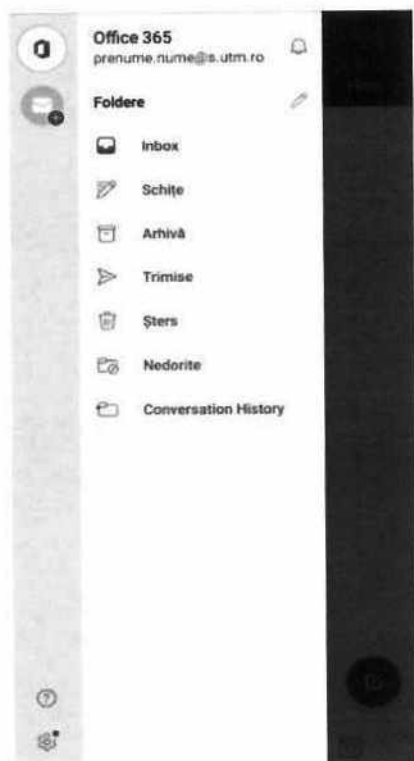 Office 365
prenume.nume@s.utm.ro
Foldere
Inbox
Schițe
Arhivă
Trimise
Șters
Nedorite
Conversation History